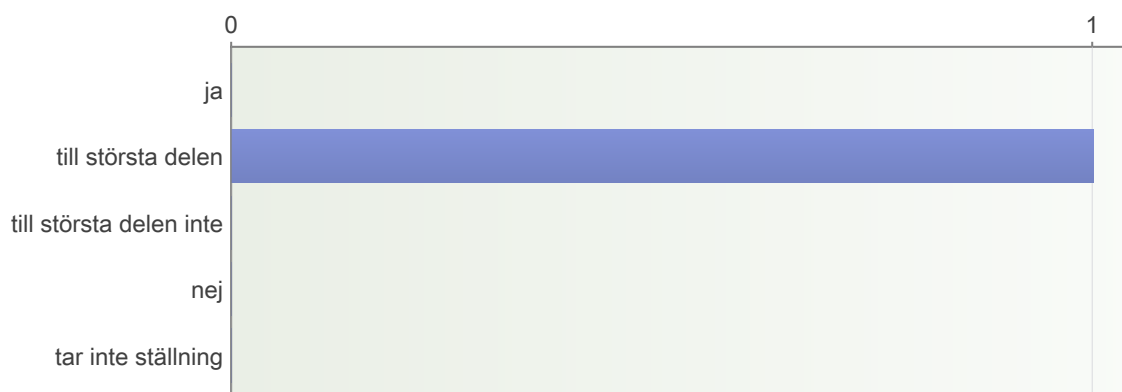 0 1
ja
till största delen
till största delen inte
nej
tar inte ställning